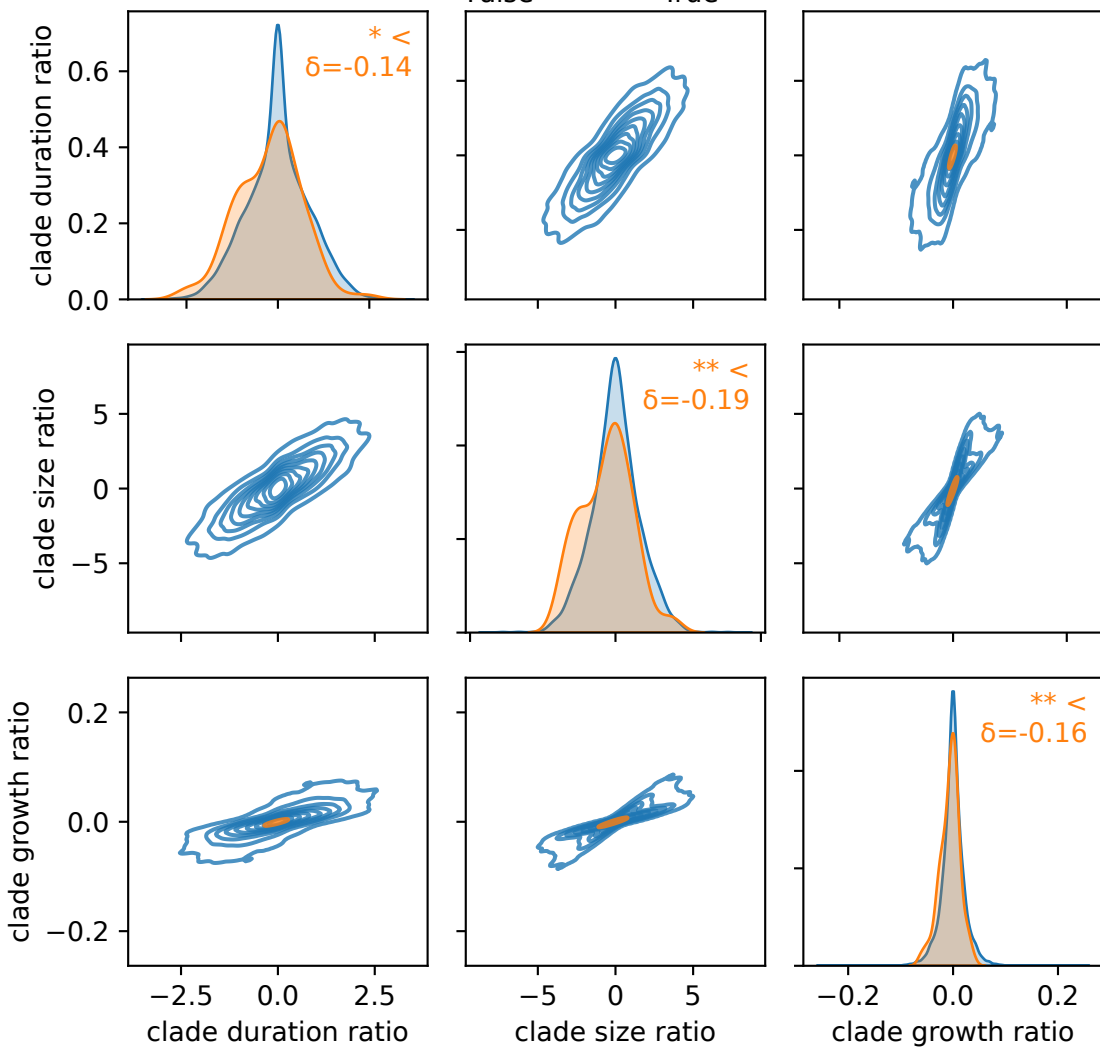 True
clade duration ratio
0.6
0.4
0.2
0.0
* <
δ=-0.14
clade size ratio
5
0
−5
** <
δ=-0.19
clade growth ratio
0.2
0.0
−0.2
** <
δ=-0.16
−2.5 0.0 2.5
−5 0 5
−0.2 0.0 0.2
clade duration ratio
clade size ratio
clade growth ratio